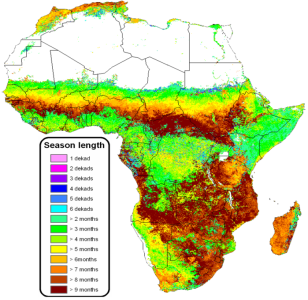 Season length
1 dekad
2 dekads
3 dekads
4 dekads
5 dekads
6 dekads
> 2 months
> 3 months
> 4 months
> 5 months
> 6months
> 7 months
> 8 months
> 9 months